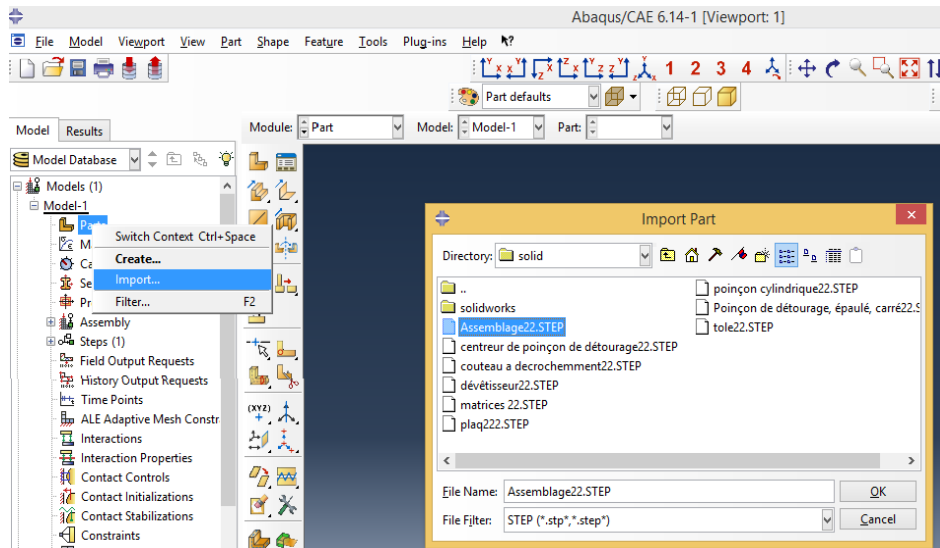 Abaqus/CAE 6.14-1 [Viewport: 1]
File Model Viewport View Part Shape Feature Tools Plug-ins Help
1 2 3 4
Part defaults
Model Results
Module: Part Model: Model-1 Part:
Model Database
Models (1)
Model-1
Switch Context Ctrl+Space
Create...
Import...
Filter... F2
Assembly
Steps (1)
Field Output Requests
History Output Requests
Time Points
ALE Adaptive Mesh Constr
Interactions
Interaction Properties
Contact Controls
Contact Initializations
Contact Stabilizations
Constraints
(XYZ)
Import Part
Directory: solid
..
solidworks
Assemblage22.STEP
centreur de poinçon de détourage22.STEP
couteau a decrochemment22.STEP
dévêtisseur22.STEP
matrices 22.STEP
plaq222.STEP
poinçon cylindrique22.STEP
Poinçon de détourage, épaulé, carré22.S
tole22.STEP
File Name: Assemblage22.STEP OK
File Filter: STEP (*.stp*,*.step*) Cancel